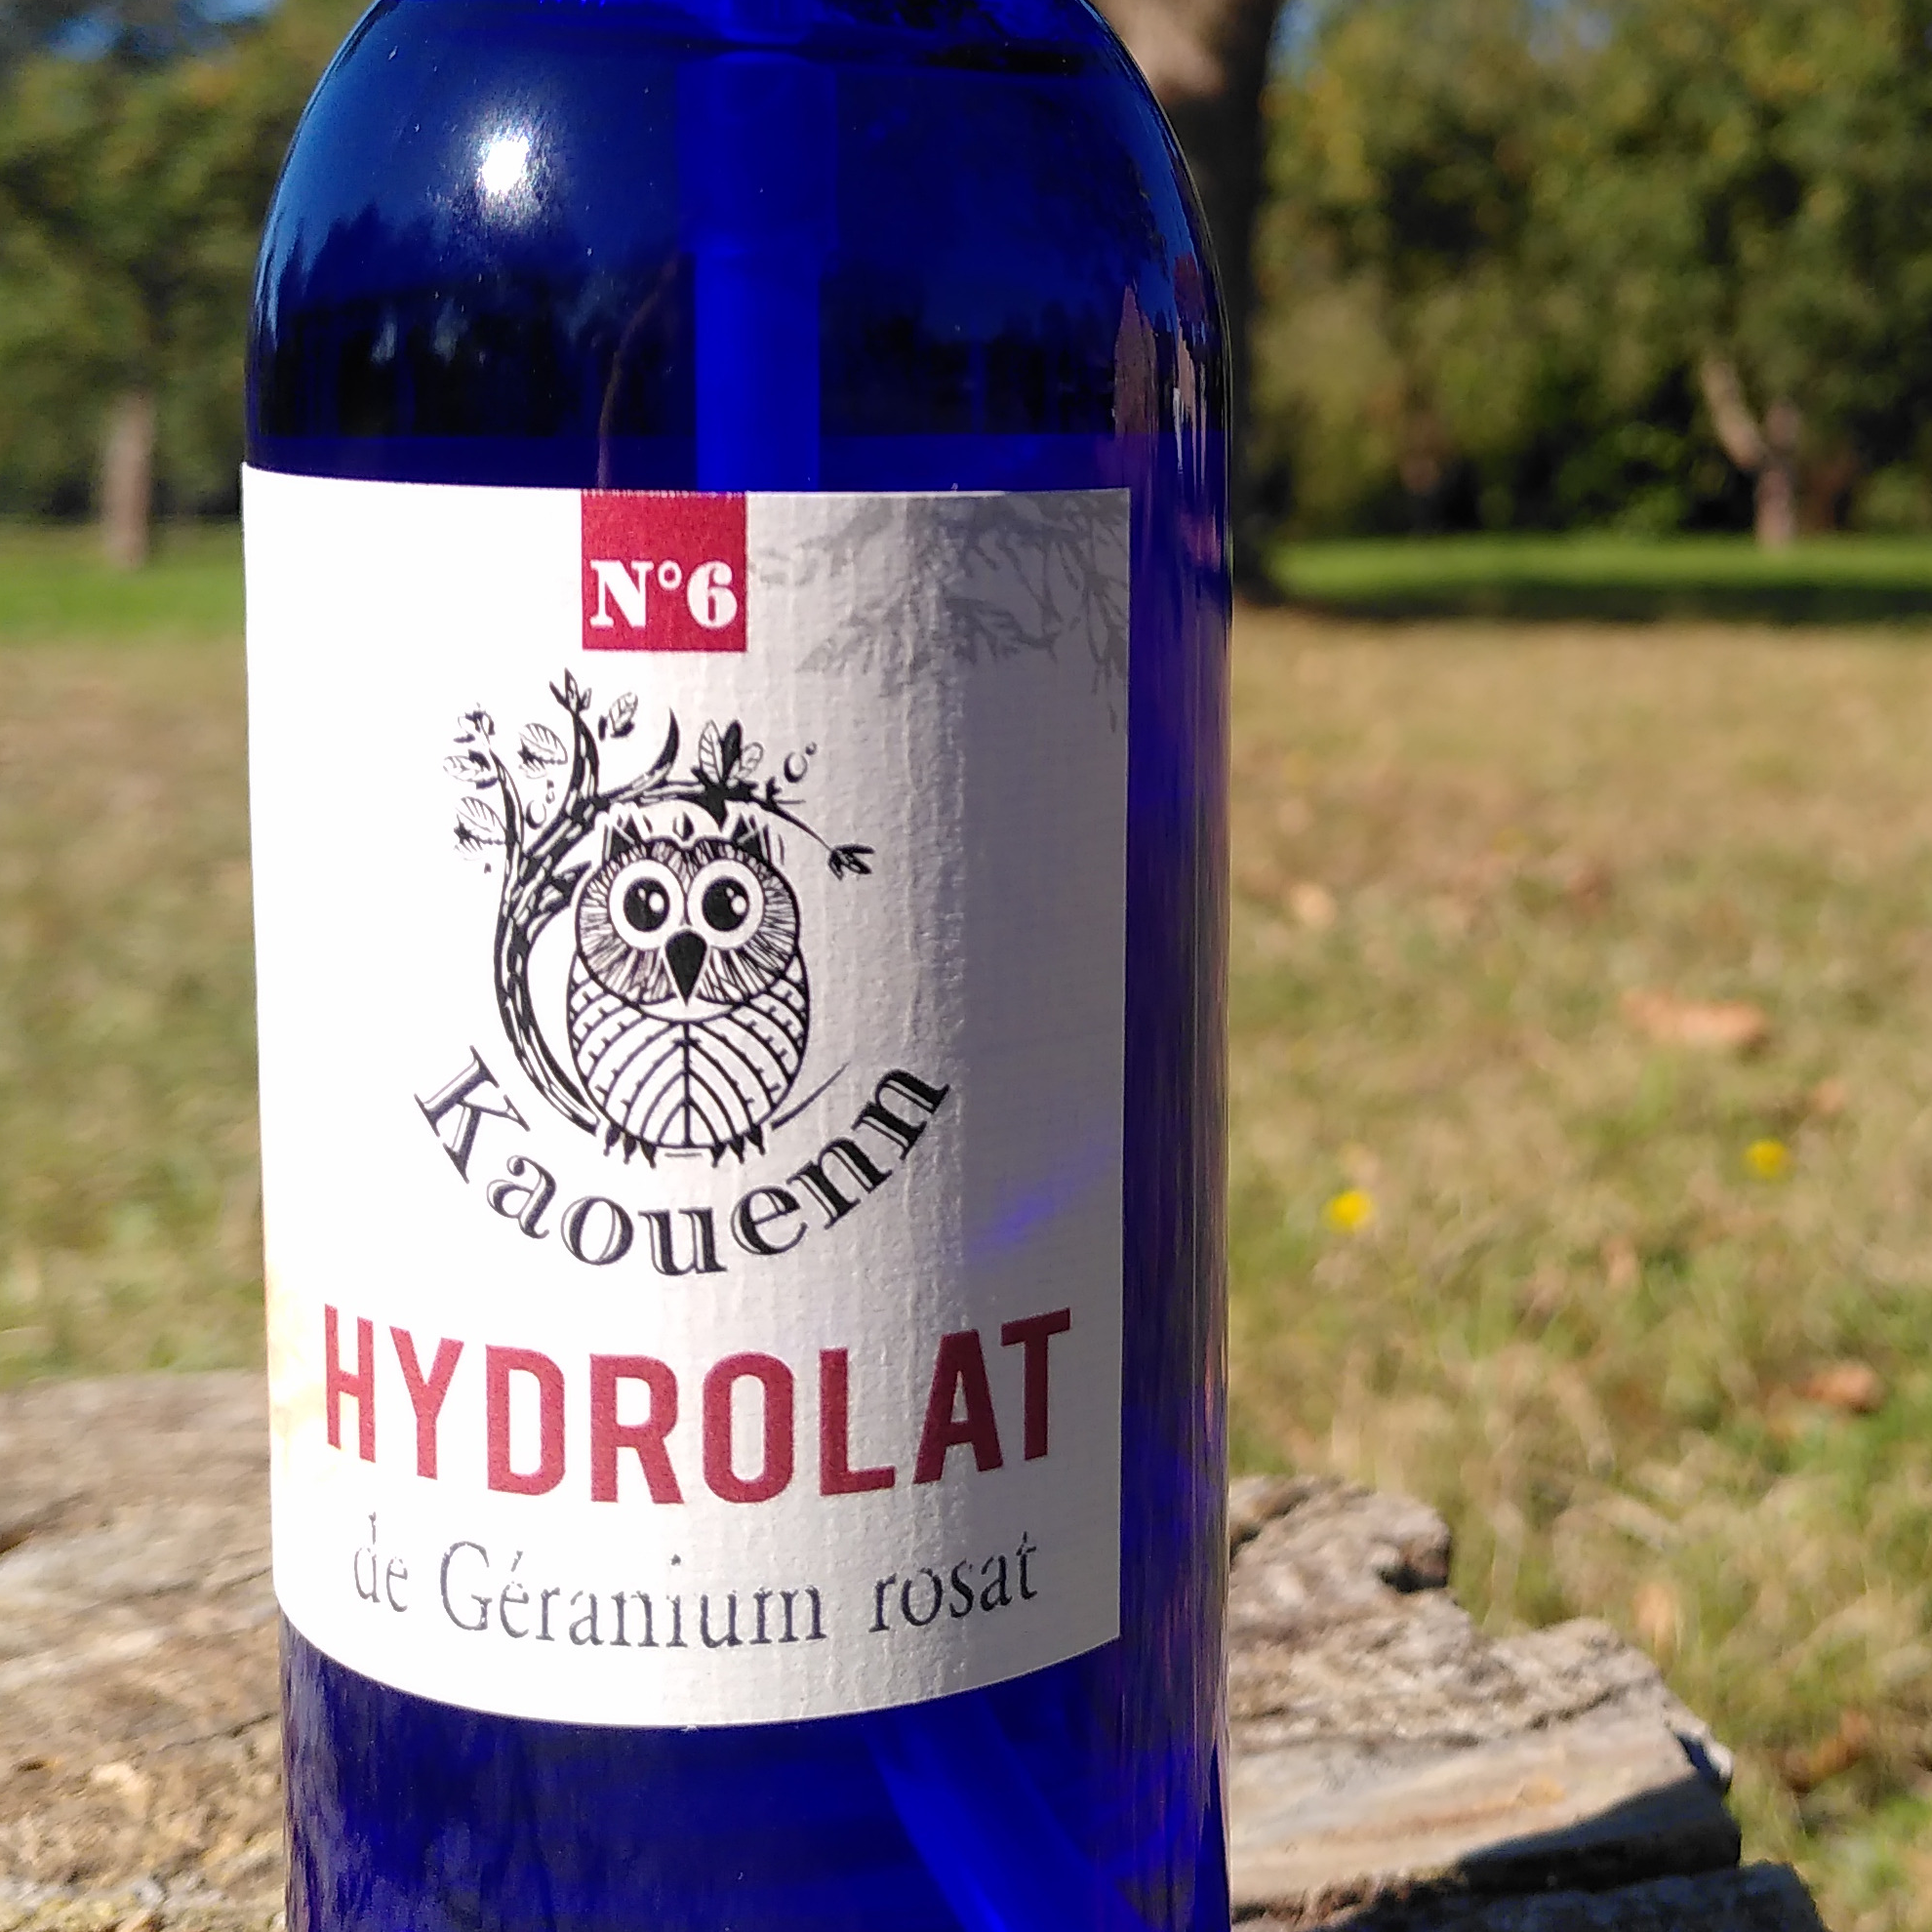 N°6
Kaouenn
HYDROLAT
de Géranium rosat